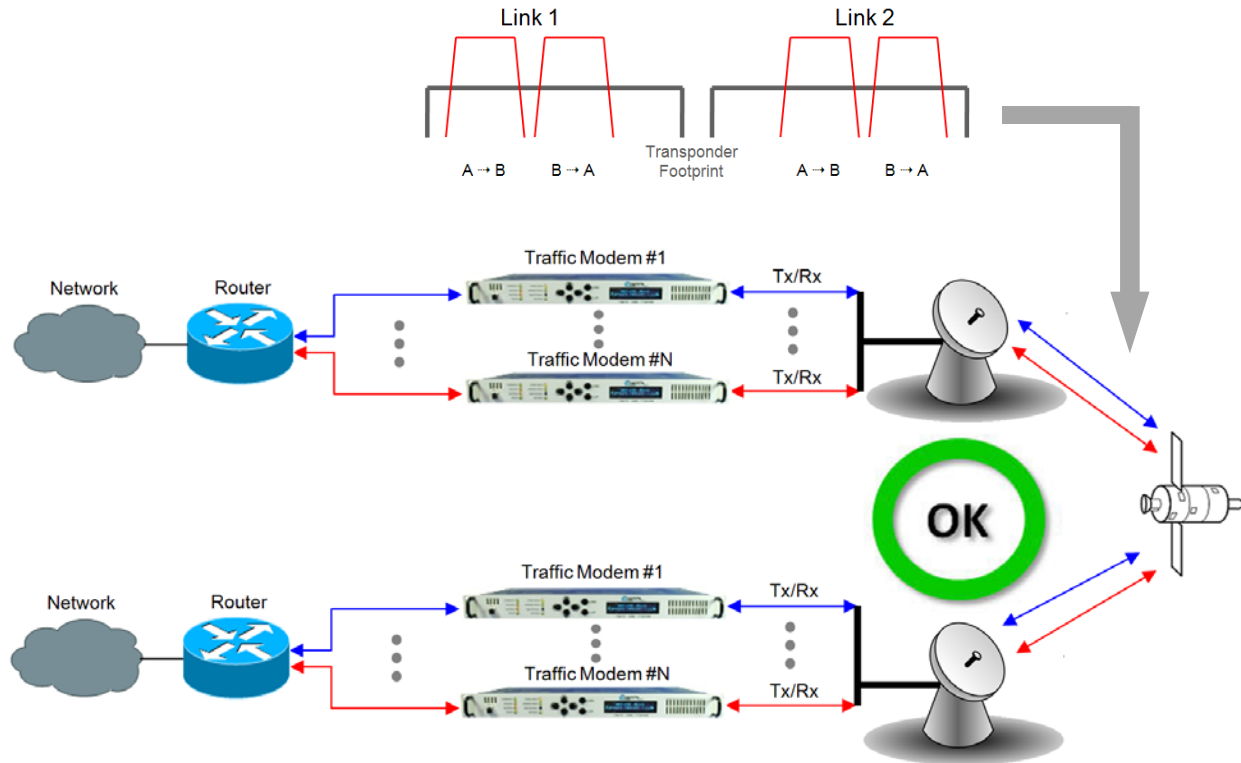 Link 1
Link 2
Transponder
Footprint
A ⇢ B
B ⇢ A
A ⇢ B
B ⇢ A
Traffic Modem #1
Network
Router
Tx/Rx
Traffic Modem #N
Tx/Rx
OK
Traffic Modem #1
Network
Router
Tx/Rx
Traffic Modem #N
Tx/Rx